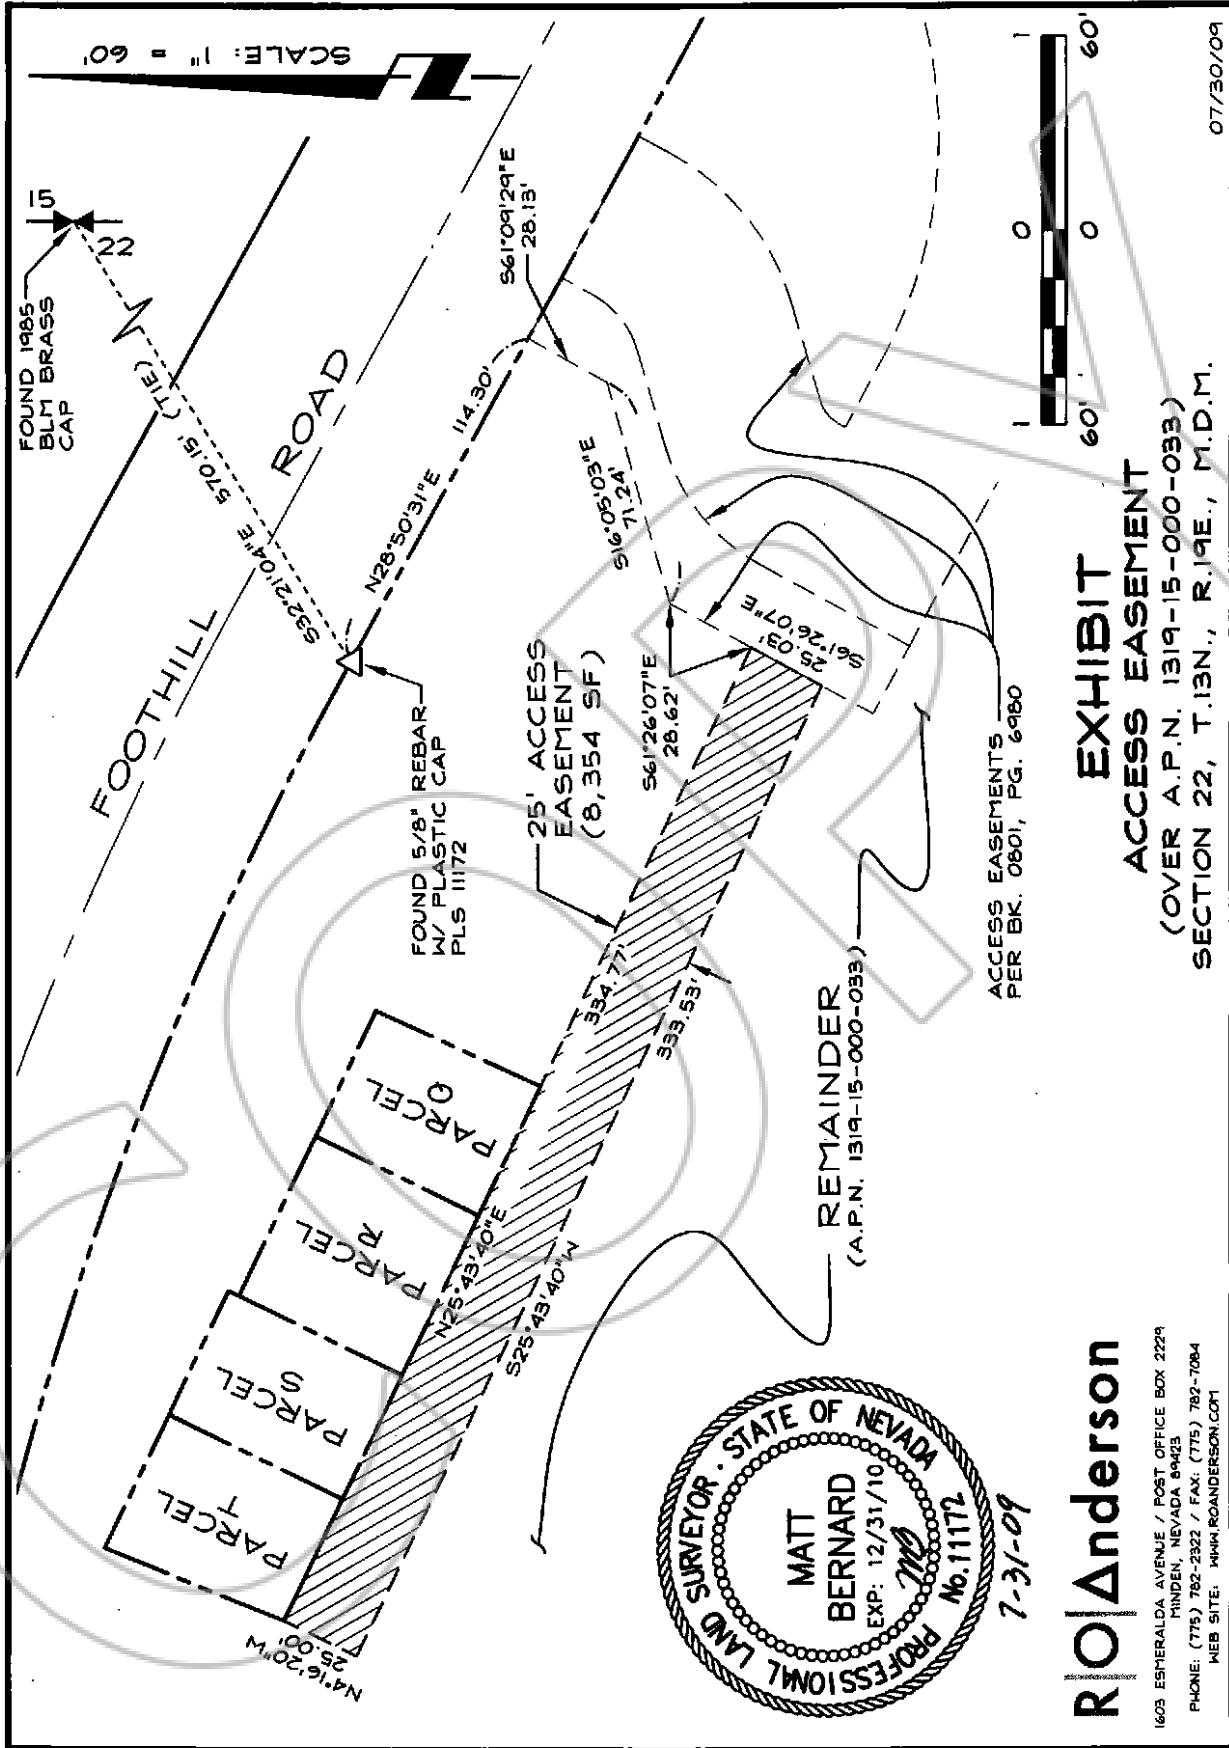 FOUND 1985
BLM BRASS
CAP
15
22
SCALE: 1" = 60'
S32°21'04"E 570.15' (TIE)
FOOTHILL ROAD
S61°09'29"E
28.13'
N28°50'31"E 114.30'
FOUND 5/8" REBAR
W/ PLASTIC CAP
PLS 11172
S16°05'03"E
71.24'
25' ACCESS
EASEMENT
(8,354 SF)
S61°26'07"E
28.62'
25.03'
S61°26'07"E
334.77'
333.53'
PARCEL
Q
PARCEL
R
PARCEL
S
PARCEL
T
N25°43'40"E
S25°43'40"W
25.00'
REMAINDER
(A.P.N. 1319-15-000-033)
ACCESS EASEMENTS
PER BK. 0801, PG. 6980
PROFESSIONAL LAND SURVEYOR · STATE OF NEVADA
MATT
BERNARD
EXP: 12/31/10
No. 11172
7-31-09
1 0 1
60' 0 60'
EXHIBIT
ACCESS EASEMENT
(OVER A.P.N. 1319-15-000-033)
SECTION 22, T.13N., R.19E., M.D.M.
R|O|Anderson
1603 ESMERALDA AVENUE / POST OFFICE BOX 2229
MINDEN, NEVADA 89423
PHONE: (775) 782-2322 / FAX: (775) 782-7084
WEB SITE: WWW.ROANDERSON.COM
07/30/09
COPY